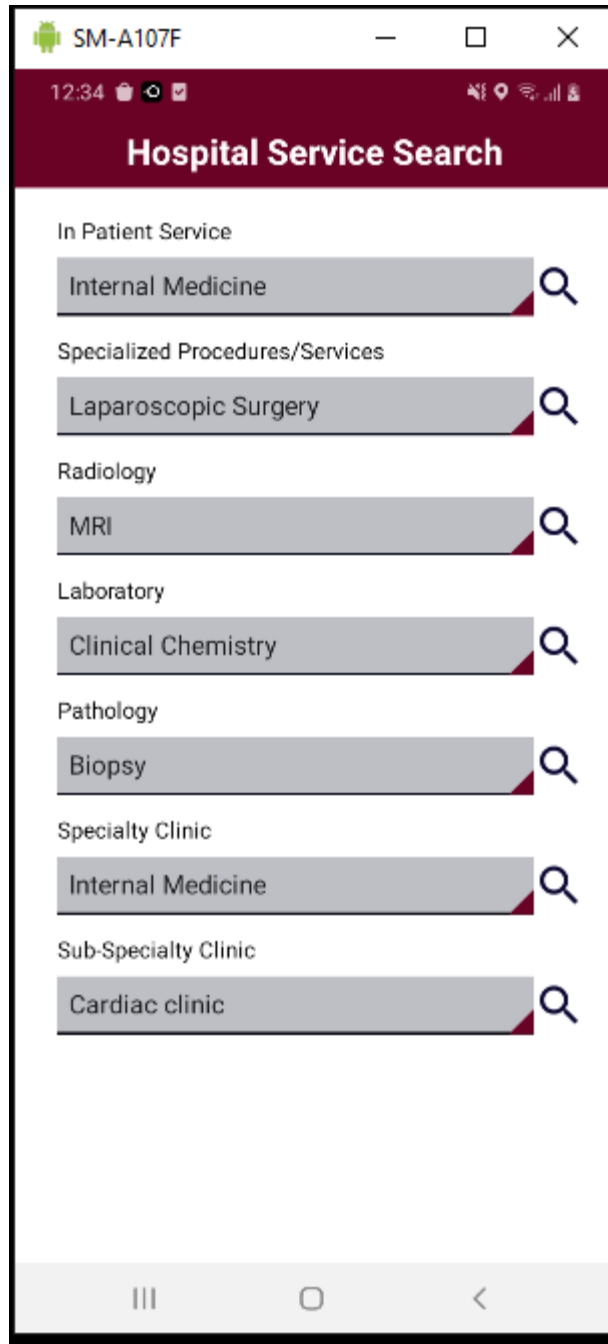 SM-A107F
12:34
Hospital Service Search
In Patient Service
Internal Medicine
Specialized Procedures/Services
Laparoscopic Surgery
Radiology
MRI
Laboratory
Clinical Chemistry
Pathology
Biopsy
Specialty Clinic
Internal Medicine
Sub-Specialty Clinic
Cardiac clinic